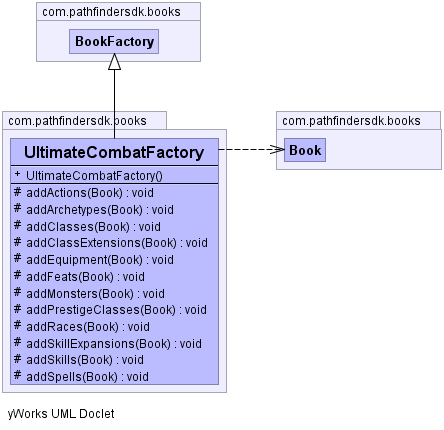 com.pathfindersdk.books
BookFactory
com.pathfindersdk.books
com.pathfindersdk.books
UltimateCombatFactory
Book
+ UltimateCombatFactory()
# addActions(Book) : void
# addArchetypes(Book) : void
# addClasses(Book) : void
# addClassExtensions(Book) : void
# addEquipment(Book) : void
# addFeats(Book) : void
# addMonsters(Book) : void
# addPrestigeClasses(Book) : void
# addRaces(Book) : void
# addSkillExpansions(Book) : void
# addSkills(Book) : void
# addSpells(Book) : void
yWorks UML Doclet